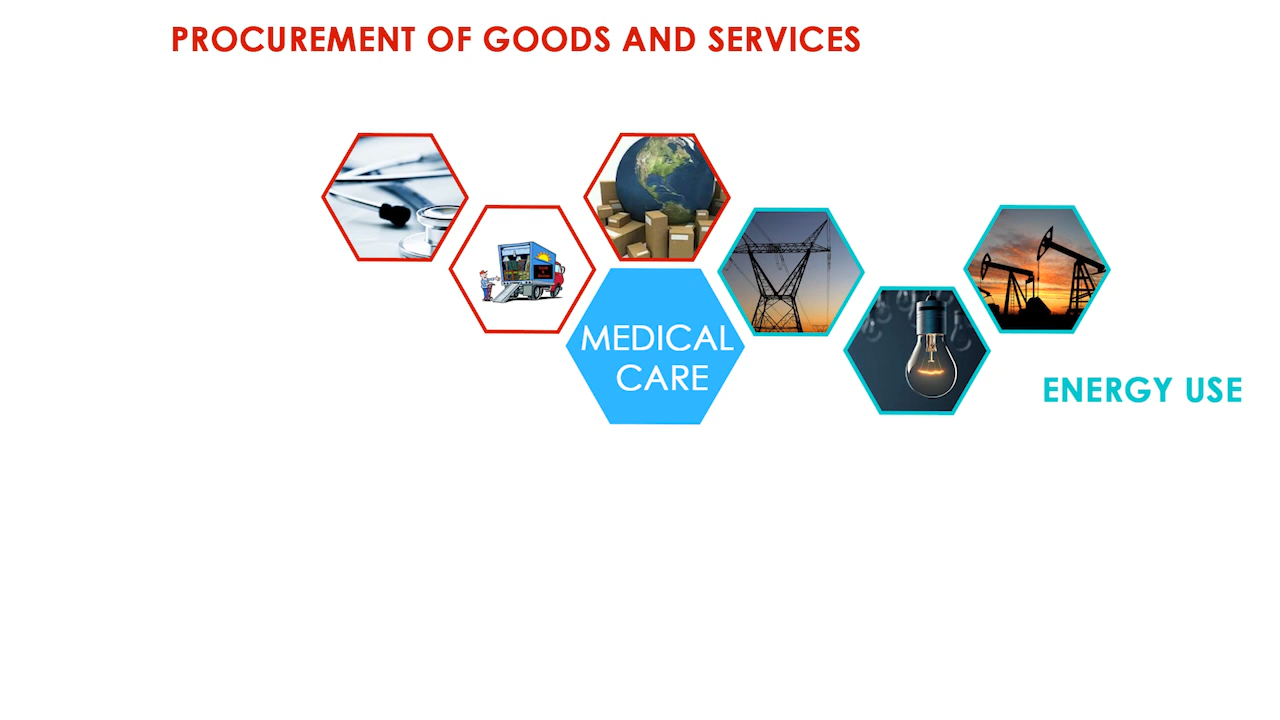 PROCUREMENT OF GOODS AND SERVICES
MEDICAL
CARE
ENERGY USE